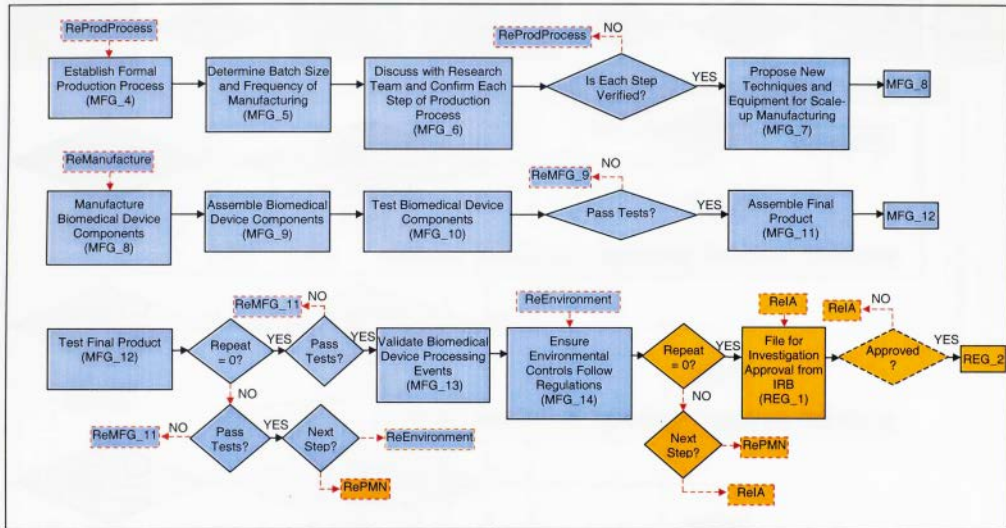 ReProdProcess
Establish Formal
Production Process
(MFG_4)
Determine Batch Size
and Frequency of
Manufacturing
(MFG_5)
Discuss with Research
Team and Confirm Each
Step of Production
Process
(MFG_6)
ReProdProcess
NO
Is Each Step
Verified?
YES
Propose New
Techniques and
Equipment for Scale-
up Manufacturing
(MFG_7)
MFG_8
ReManufacture
Manufacture
Biomedical Device
Components
(MFG_8)
Assemble Biomedical
Device Components
(MFG_9)
Test Biomedical Device
Components
(MFG_10)
ReMFG_9
NO
Pass Tests?
YES
Assemble Final
Product
(MFG_11)
MFG_12
Test Final Product
(MFG_12)
Repeat
= 0?
YES
ReMFG_11
NO
Pass
Tests?
YES
Validate Biomedical
Device Processing
Events
(MFG_13)
ReEnvironment
Ensure
Environmental
Controls Follow
Regulations
(MFG_14)
Repeat
= 0?
YES
ReIA
File for
Investigation
Approval from
IRB
(REG_1)
ReIA
NO
Approved
?
YES
REG_2
NO
ReMFG_11
NO
Pass
Tests?
YES
Next
Step?
ReEnvironment
RePMN
NO
Next
Step?
RePMN
ReIA